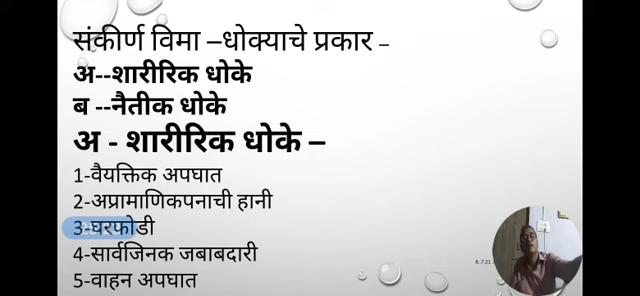 संकीर्ण विमा –धोक्याचे प्रकार –
अ--शारीरिक धोके
ब --नैतीक धोके
अ - शारीरिक धोके –
1-वैयक्तिक अपघात
2-अप्रामाणिकपनाची हानी
3-घरफोडी
4-सार्वजिनक जबाबदारी
5-वाहन अपघात